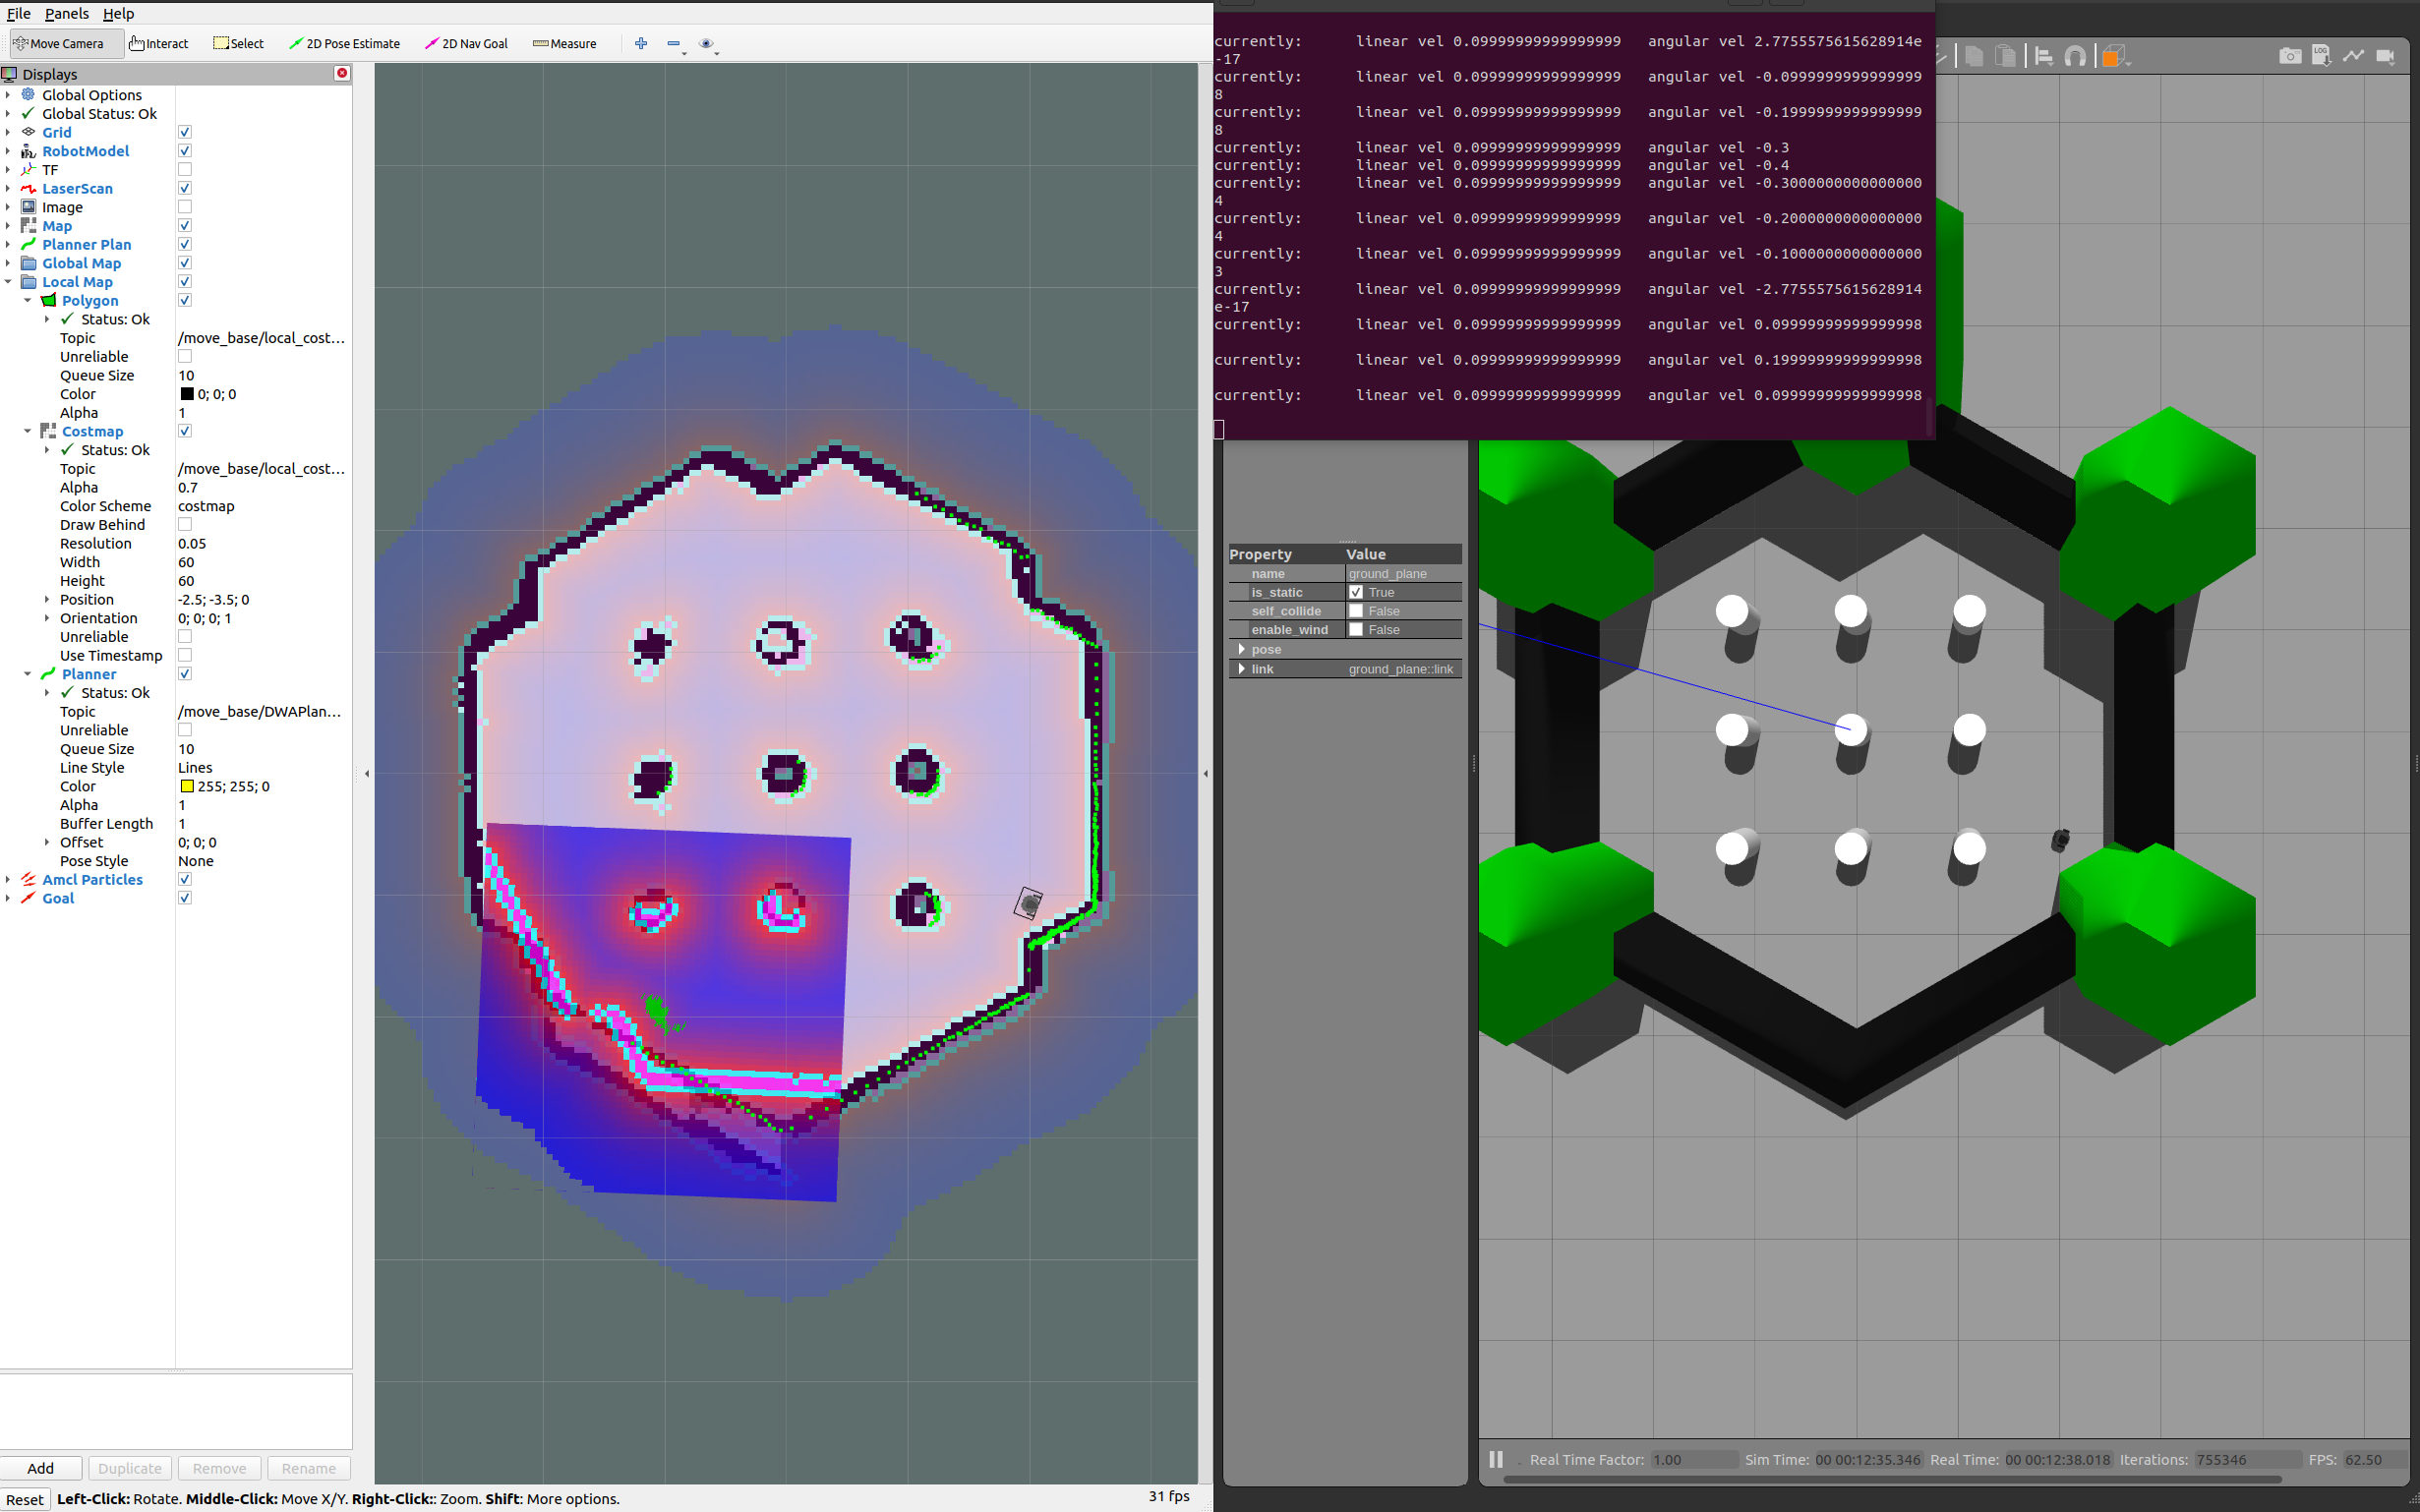 File Panels Help
Move Camera Interact Select 2D Pose Estimate 2D Nav Goal Measure
Displays
Global Options
Global Status: Ok
Grid
RobotModel
TF
LaserScan
Image
Map
Planner Plan
Global Map
Local Map
Polygon
Status: Ok
Topic /move_base/local_cost...
Unreliable
Queue Size 10
Color 0; 0; 0
Alpha 1
Costmap
Status: Ok
Topic /move_base/local_cost...
Alpha 0.7
Color Scheme costmap
Draw Behind
Resolution 0.05
Width 60
Height 60
Position -2.5; -3.5; 0
Orientation 0; 0; 0; 1
Unreliable
Use Timestamp
Planner
Status: Ok
Topic /move_base/DWAPlan...
Unreliable
Queue Size 10
Line Style Lines
Color 255; 255; 0
Alpha 1
Buffer Length 1
Offset 0; 0; 0
Pose Style None
Amcl Particles
Goal
Add Duplicate Remove Rename
Reset Left-Click: Rotate. Middle-Click: Move X/Y. Right-Click:: Zoom. Shift: More options. 31 fps
currently: linear vel 0.09999999999999999 angular vel 2.7755575615628914e
-17
currently: linear vel 0.09999999999999999 angular vel -0.0999999999999999
8
currently: linear vel 0.09999999999999999 angular vel -0.1999999999999999
8
currently: linear vel 0.09999999999999999 angular vel -0.3
currently: linear vel 0.09999999999999999 angular vel -0.4
currently: linear vel 0.09999999999999999 angular vel -0.3000000000000000
4
currently: linear vel 0.09999999999999999 angular vel -0.2000000000000000
4
currently: linear vel 0.09999999999999999 angular vel -0.1000000000000000
3
currently: linear vel 0.09999999999999999 angular vel -2.7755575615628914
e-17
currently: linear vel 0.09999999999999999 angular vel 0.09999999999999998
currently: linear vel 0.09999999999999999 angular vel 0.19999999999999998
currently: linear vel 0.09999999999999999 angular vel 0.09999999999999998
LOG
Property Value
name ground_plane
is_static True
self_collide False
enable_wind False
pose
link ground_plane::link
Real Time Factor: 1.00 Sim Time: 00 00:12:35.346 Real Time: 00 00:12:38.018 Iterations: 755346 FPS: 62.50